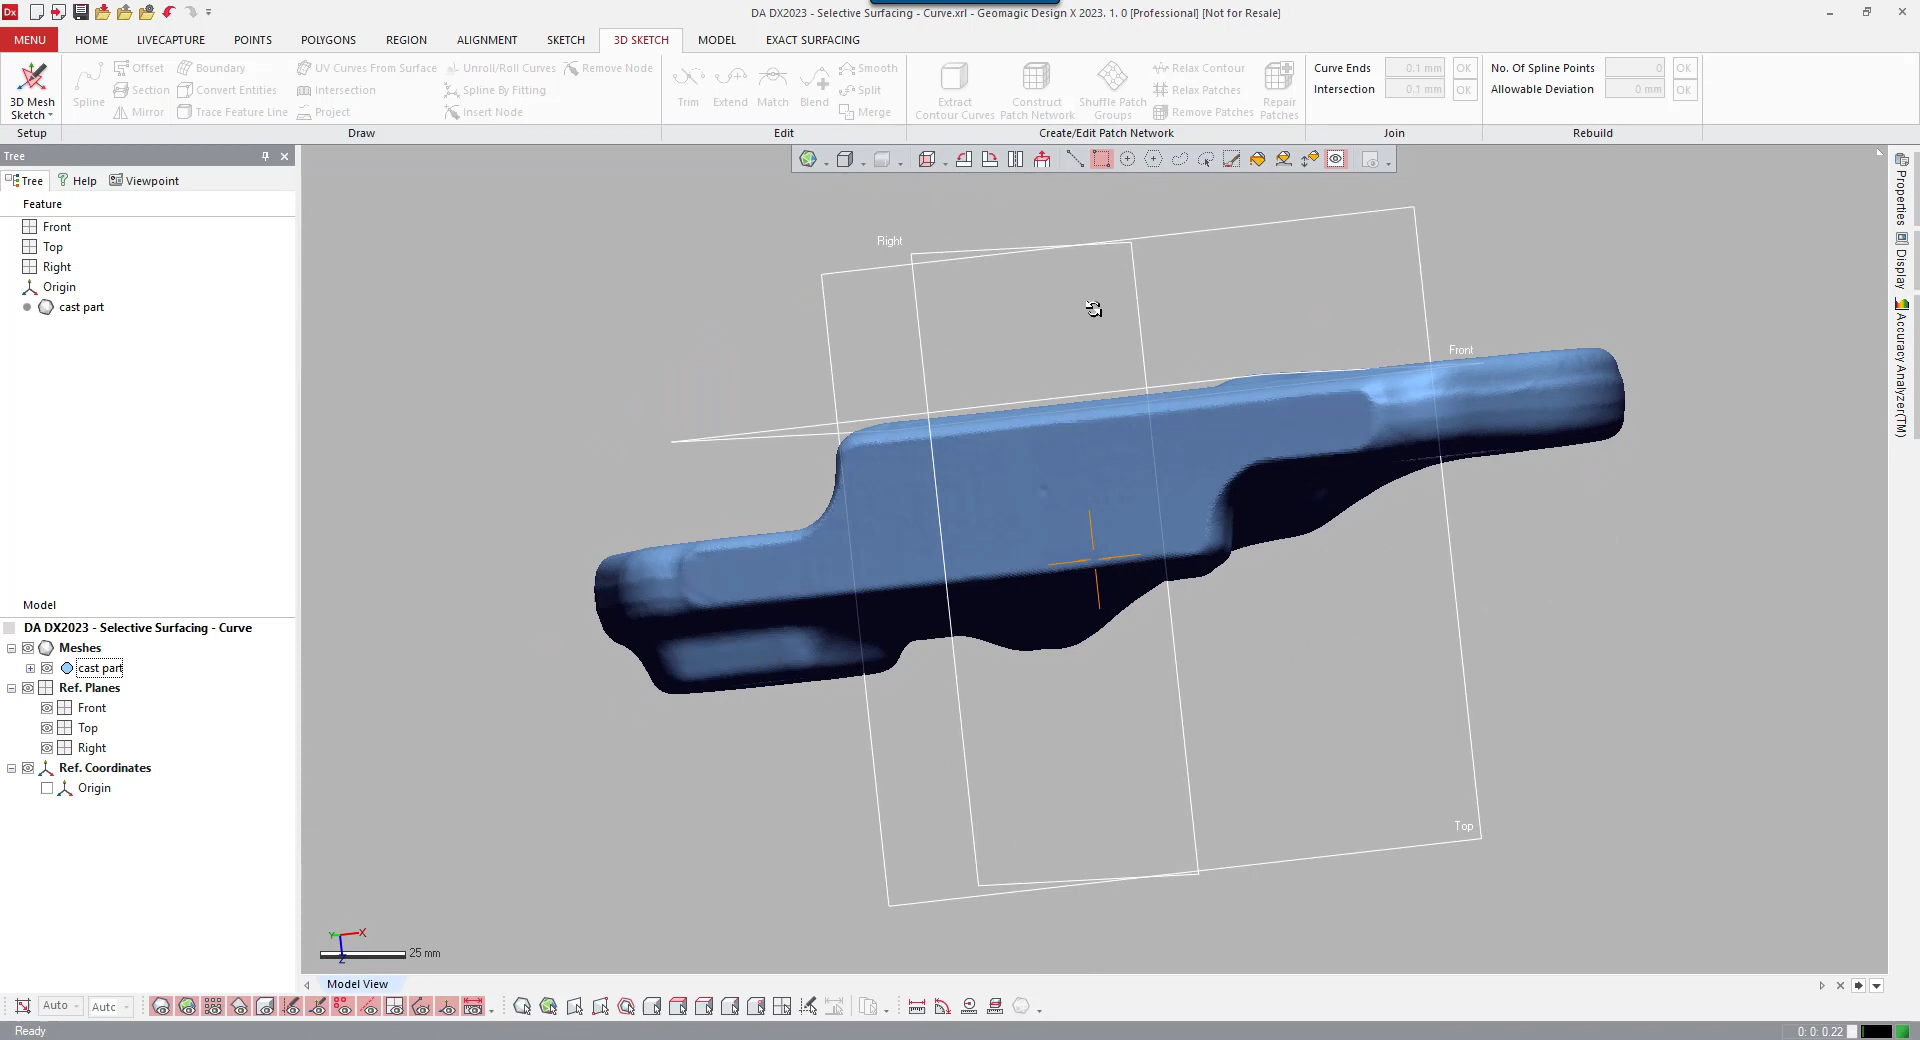 Dx DA DX2023 - Selective Surfacing - Curve.xrl - Geomagic Design X 2023. 1. 0 [Professional] [Not for Resale]
MENU HOME LIVECAPTURE POINTS POLYGONS REGION ALIGNMENT SKETCH 3D SKETCH MODEL EXACT SURFACING
3D Mesh Sketch
Spline
Offset
Section
Mirror
Boundary
Convert Entities
Trace Feature Line
UV Curves From Surface
Intersection
Project
Unroll/Roll Curves
Spline By Fitting
Insert Node
Remove Node
Trim
Extend
Match
Blend
Smooth
Split
Merge
Extract Contour Curves
Construct Patch Network
Shuffle Patch Groups
Relax Contour
Relax Patches
Remove Patches
Repair Patches
Curve Ends 0.1 mm OK
Intersection 0.1 mm OK
No. Of Spline Points 0 OK
Allowable Deviation 0 mm OK
Setup Draw Edit Create/Edit Patch Network Join Rebuild
Tree
Tree Help Viewpoint
Feature
Front
Top
Right
Origin
cast part
Model
DA DX2023 - Selective Surfacing - Curve
Meshes
cast part
Ref. Planes
Front
Top
Right
Ref. Coordinates
Origin
Right
Front
Top
Y X
Z
25 mm
Properties
Display
Accuracy Analyzer(TM)
Model View
Auto Auto
Ready 0: 0: 0.22